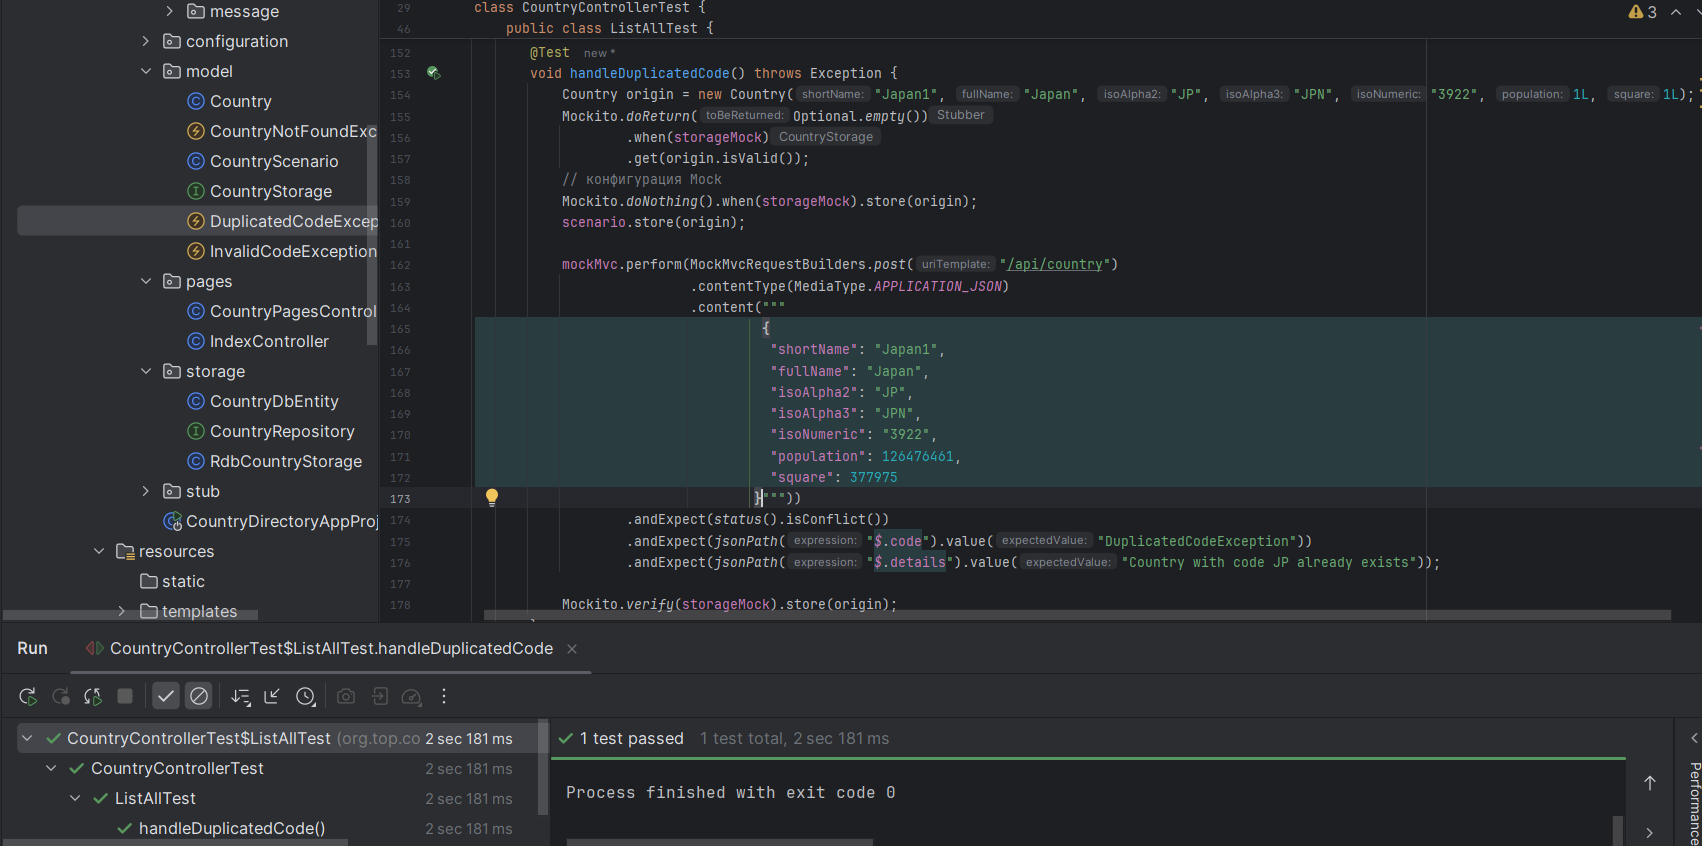 message
configuration
model
Country
CountryNotFoundExc
CountryScenario
CountryStorage
DuplicatedCodeExcep
InvalidCodeException
pages
CountryPagesControl
IndexController
storage
CountryDbEntity
CountryRepository
RdbCountryStorage
stub
CountryDirectoryAppProj
resources
static
templates
29 class CountryControllerTest {
46 public class ListAllTest {
3
152 @Test new *
153 void handleDuplicatedCode() throws Exception {
154 Country origin = new Country( shortName: "Japan1", fullName: "Japan", isoAlpha2: "JP", isoAlpha3: "JPN", isoNumeric: "3922", population: 1L, square: 1L);
155 Mockito.doReturn( toBeReturned: Optional.empty()) Stubber
156 .when(storageMock) CountryStorage
157 .get(origin.isValid());
158 // конфигурация Mock
159 Mockito.doNothing().when(storageMock).store(origin);
160 scenario.store(origin);
161
162 mockMvc.perform(MockMvcRequestBuilders.post( uriTemplate: "/api/country")
163 .contentType(MediaType.APPLICATION_JSON)
164 .content("""
165 {
166 "shortName": "Japan1",
167 "fullName": "Japan",
168 "isoAlpha2": "JP",
169 "isoAlpha3": "JPN",
170 "isoNumeric": "3922",
171 "population": 126476461,
172 "square": 377975
173 }"""))
174 .andExpect(status().isConflict())
175 .andExpect(jsonPath( expression: "$.code").value( expectedValue: "DuplicatedCodeException"))
176 .andExpect(jsonPath( expression: "$.details").value( expectedValue: "Country with code JP already exists"));
177
178 Mockito.verify(storageMock).store(origin);
Run CountryControllerTest$ListAllTest.handleDuplicatedCode
CountryControllerTest$ListAllTest (org.top.co 2 sec 181 ms
CountryControllerTest 2 sec 181 ms
ListAllTest 2 sec 181 ms
handleDuplicatedCode() 2 sec 181 ms
1 test passed 1 test total, 2 sec 181 ms
Process finished with exit code 0
Performance